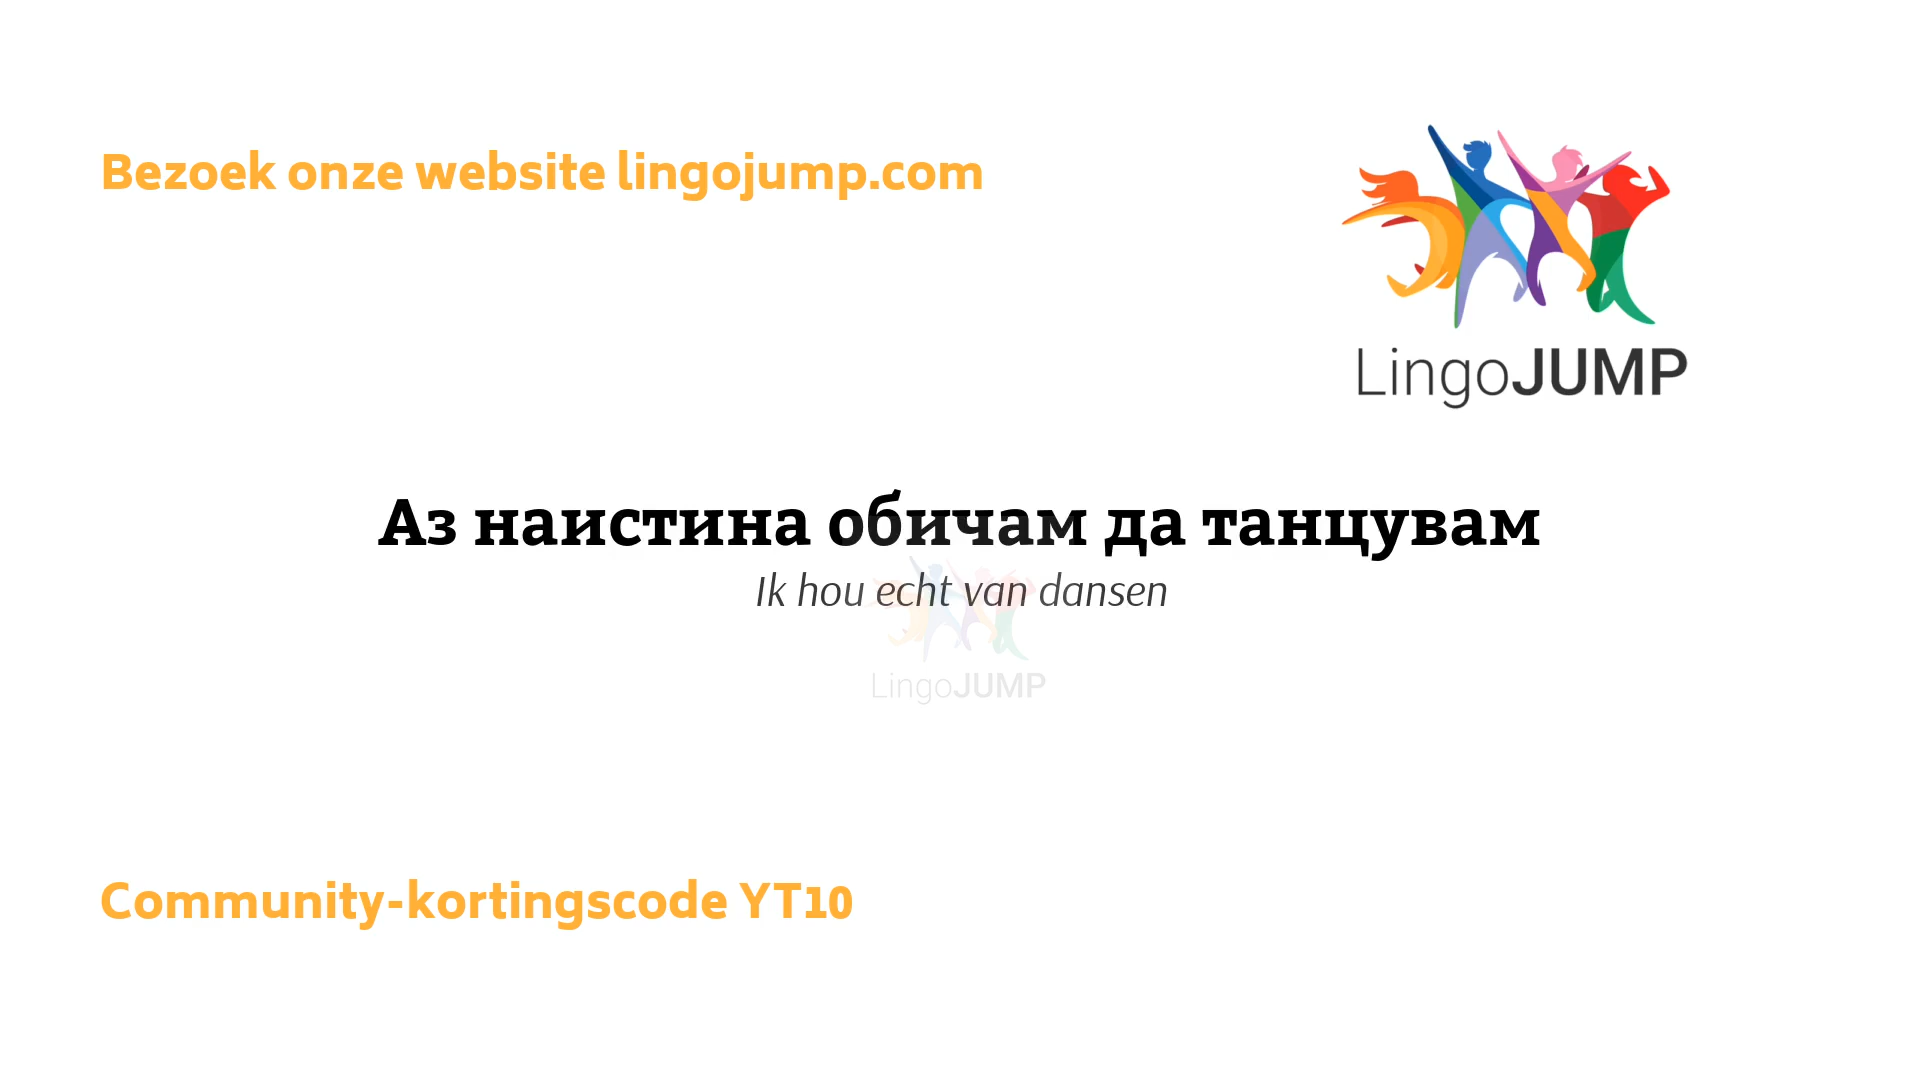 Bezoek onze website lingojump.com
LingoJUMP
Аз наистина обичам да танцувам
Ik hou echt van dansen
LingoJUMP
Community-kortingscode YT10